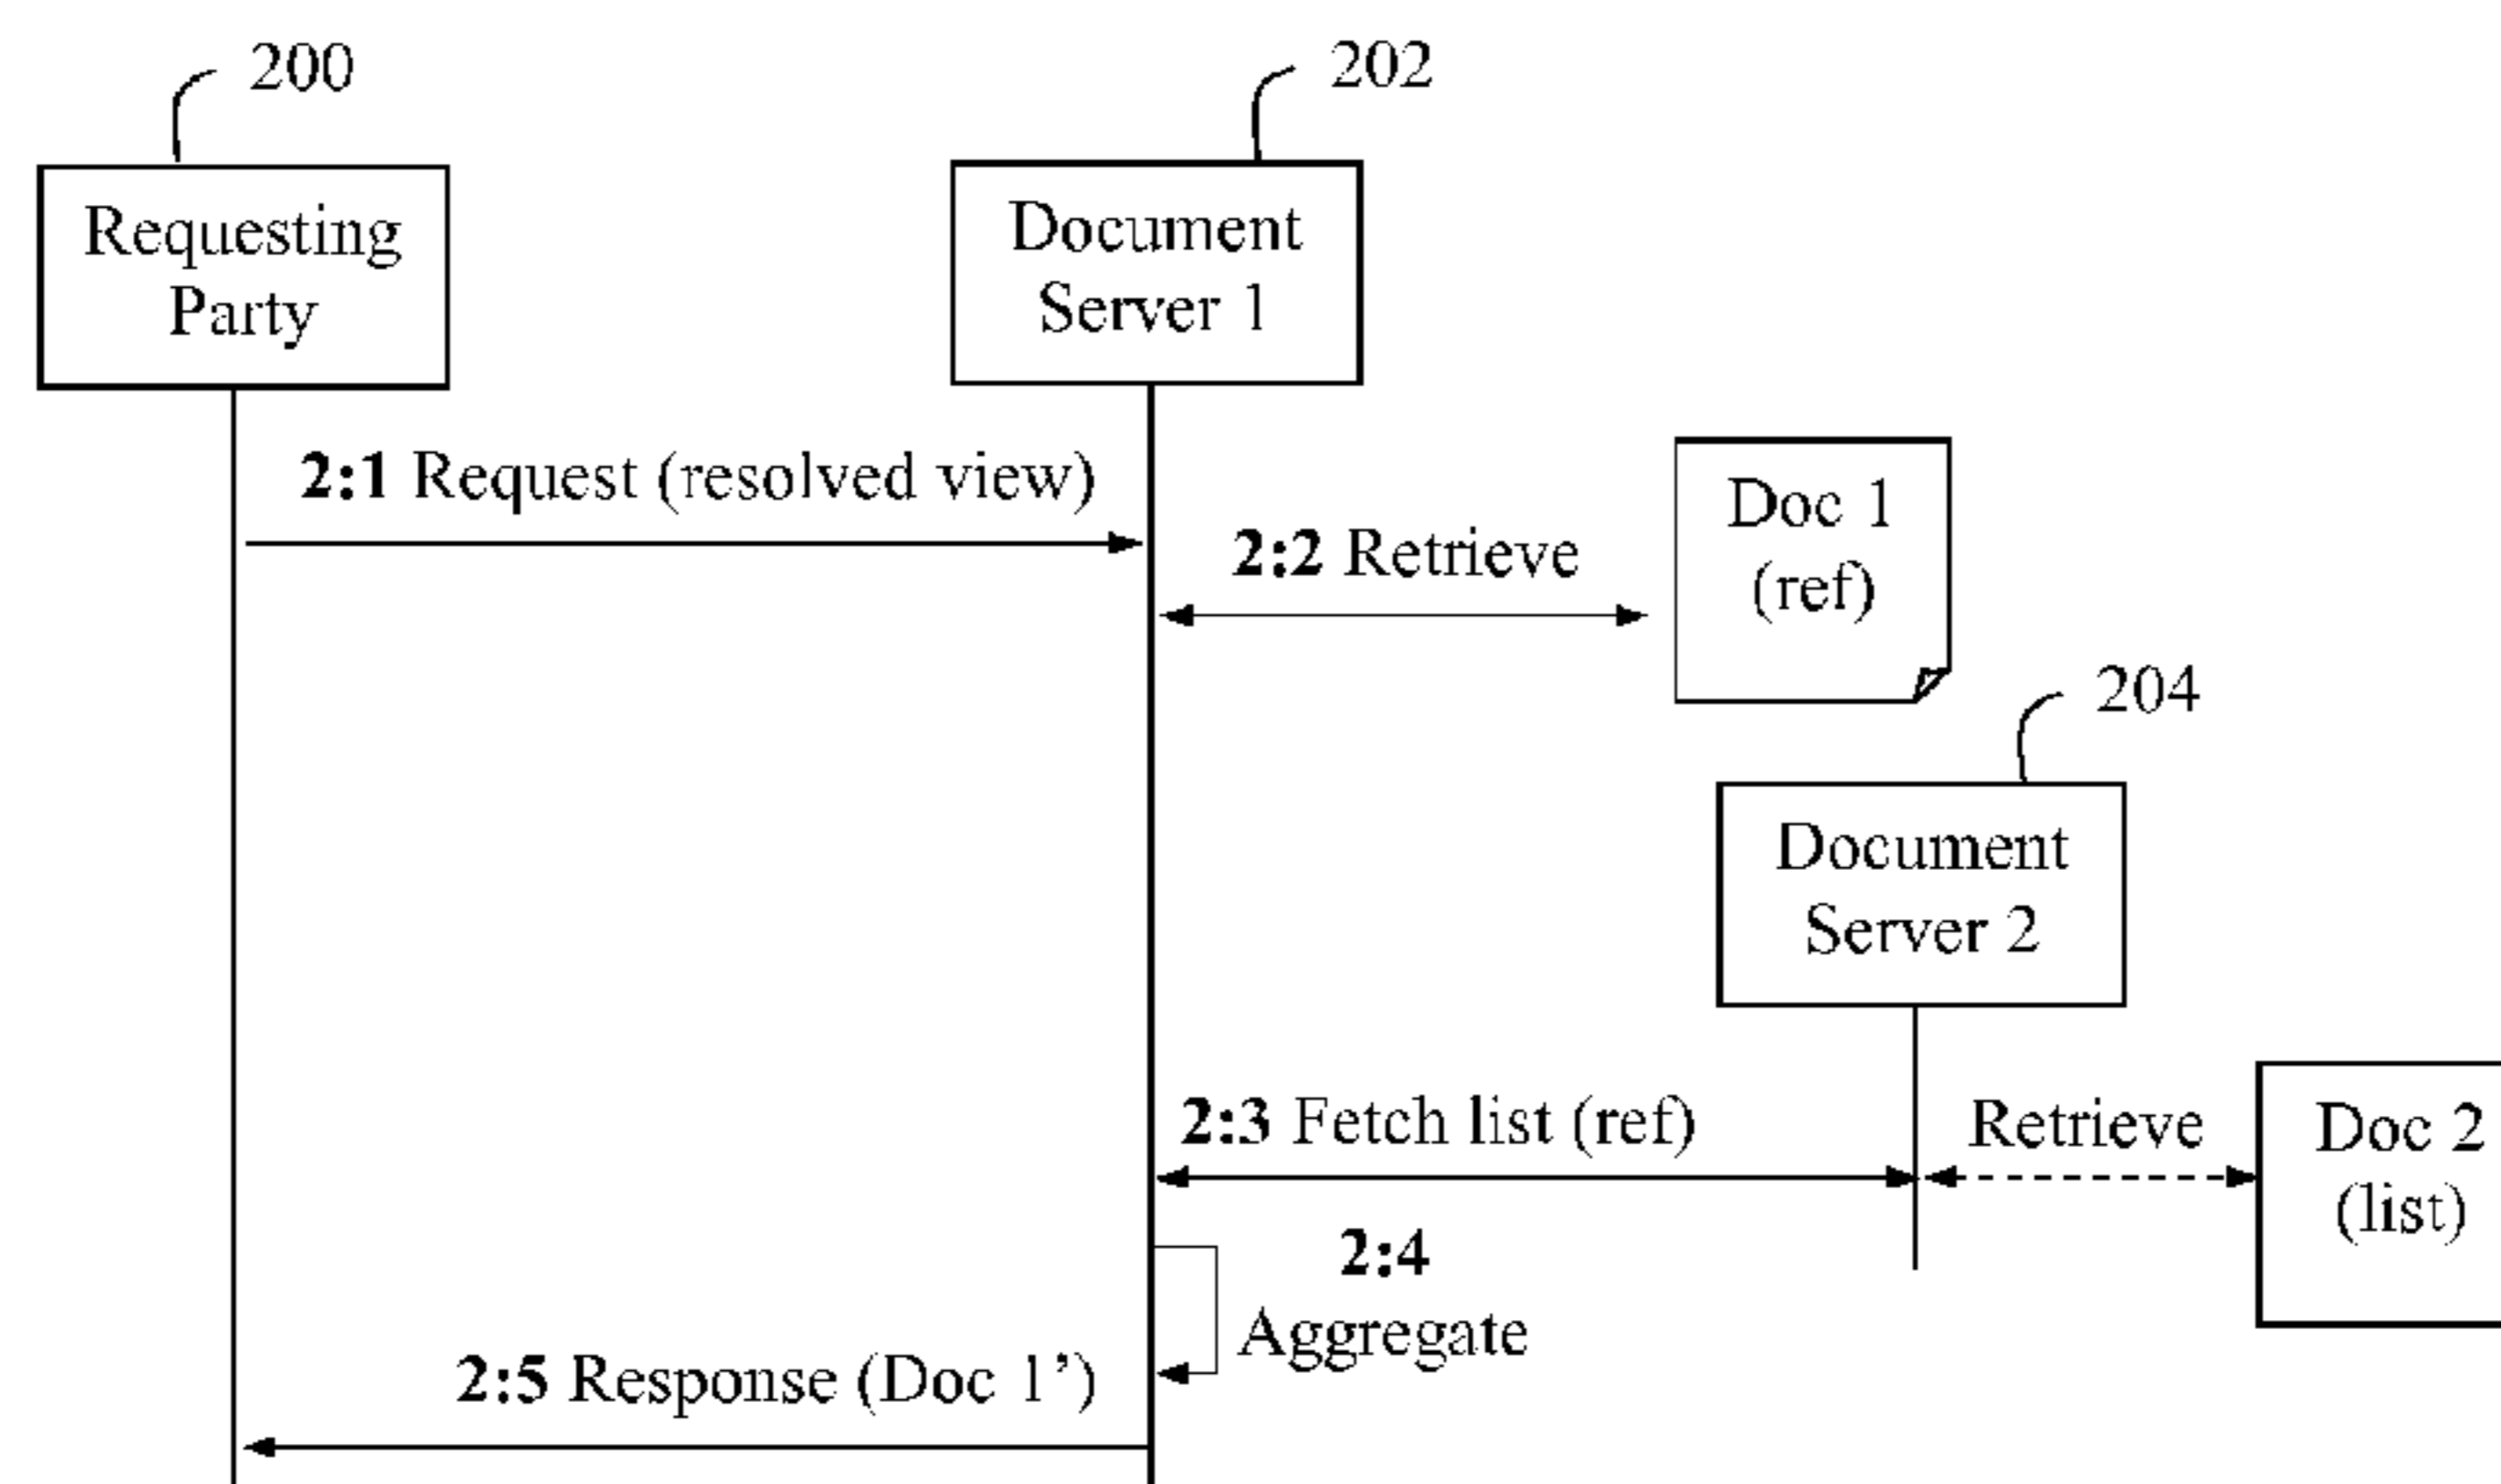 200
202
Requesting
Party
Document
Server 1
2:1 Request (resolved view)
2:2 Retrieve
Doc 1
(ref)
204
Document
Server 2
2:3 Fetch list (ref)
Retrieve
Doc 2
(list)
2:4
Aggregate
2:5 Response (Doc 1’)